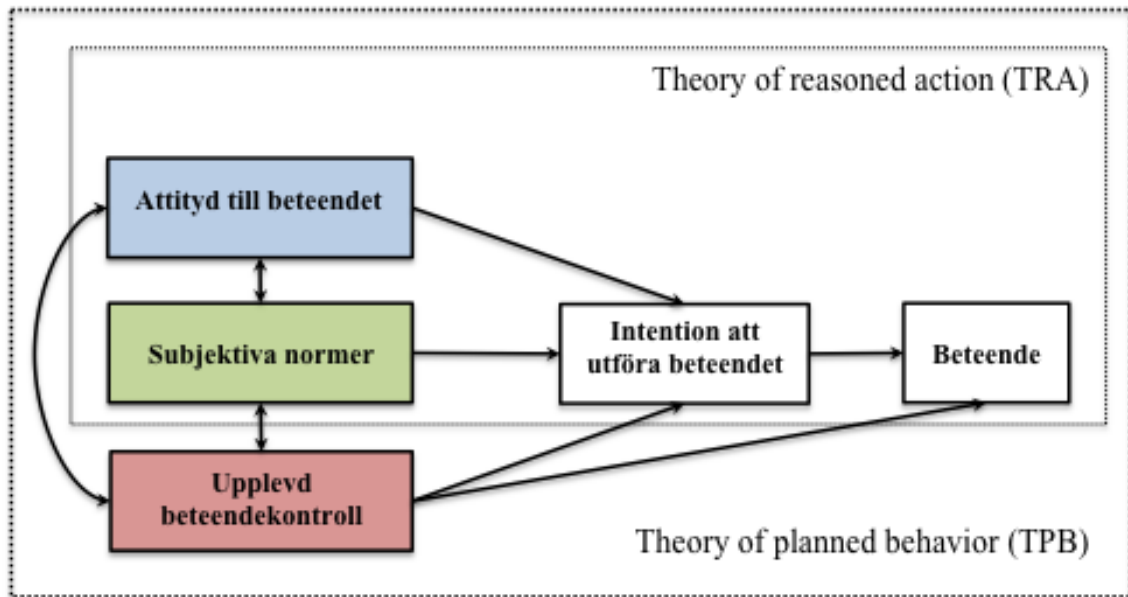 Theory of reasoned action (TRA)
Attityd till beteendet
Subjektiva normer
Intention att
utföra beteendet
Beteende
Upplevd
beteendekontroll
Theory of planned behavior (TPB)